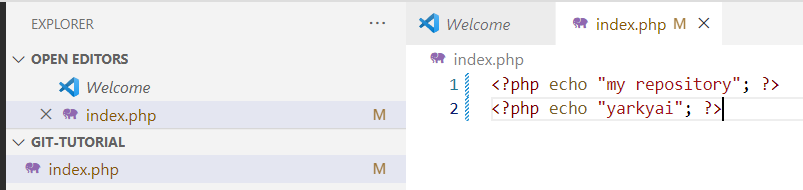 EXPLORER ...
OPEN EDITORS
Welcome
index.php M
GIT-TUTORIAL
index.php M
Welcome index.php M
index.php
1 <?php echo "my repository"; ?>
2 <?php echo "yarkyai"; ?>